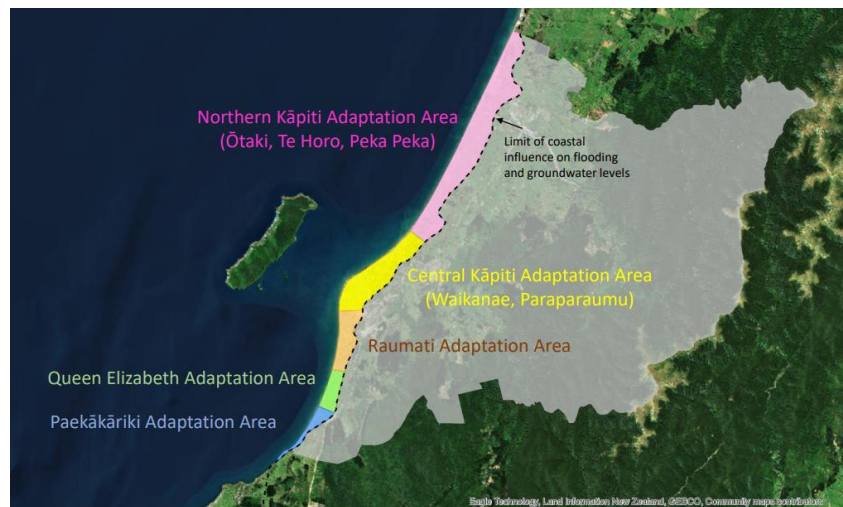 Northern Kāpiti Adaptation Area
(Ōtaki, Te Horo, Peka Peka)
Limit of coastal
influence on flooding
and groundwater levels
Central Kāpiti Adaptation Area
(Waikanae, Paraparaumu)
Raumati Adaptation Area
Queen Elizabeth Adaptation Area
Paekākāriki Adaptation Area
Eagle Technology, Land Information New Zealand, GEBCO, Community maps contributors